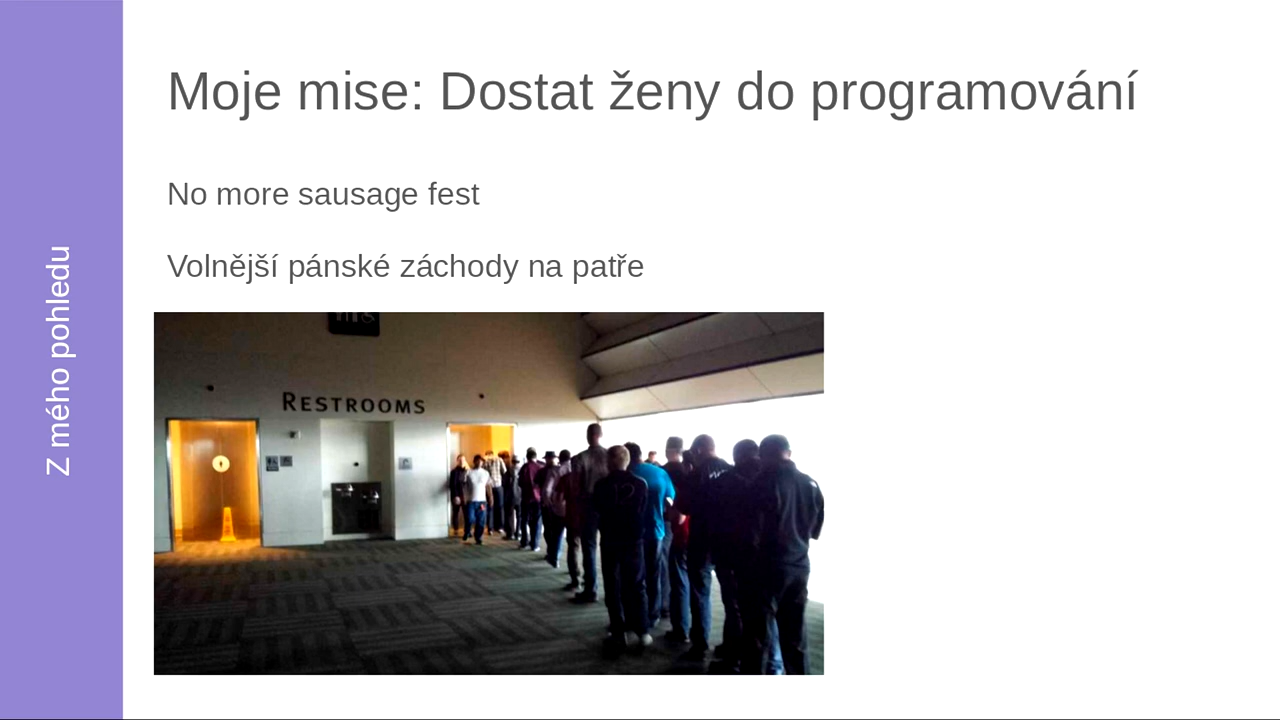 Moje mise: Dostat ženy do programování
No more sausage fest
Volnější pánské záchody na patře
Z mého pohledu
RESTROOMS